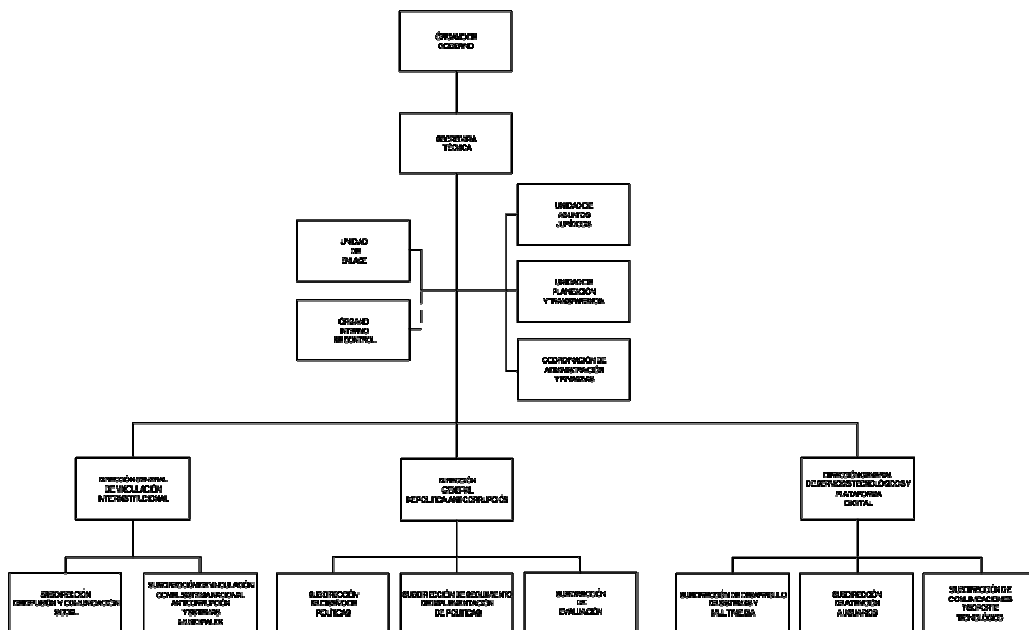 ÓRGANO DE
GOBIERNO
SECRETARIA
TÉCNICA
UNIDAD DE
ASUNTOS
JURÍDICOS
UNIDAD
DE
ENLACE
UNIDAD DE
PLANEACIÓN
Y TRANSPARENCIA
ÓRGANO
INTERNO
DE CONTROL
COORDINACIÓN DE
ADMINISTRACIÓN
Y FINANZAS
DIRECCIÓN GENERAL
DE VINCULACIÓN
INTERINSTITUCIONAL
DIRECCIÓN
GENERAL
DE POLITICA ANTICORRUPCIÓ
DIRECCIÓN GENERAL
DE SERVICIOS TECNOLÓGICOS Y
PLATAFORMA
DIGITAL
SUBDIRECCIÓN
DE DIFUSIÓN Y COMUNICACIÓN
SOCIAL
SUBDIRECCIÓN DE VINCULACIÓN
CON EL SISTEMA NACIONAL
ANTICORRUPCIÓN
Y SISTEMAS
MUNICIPALES
SUBDIRECCIÓN
DE DISEÑO DE
POLÍTICAS
SUBDIRECCIÓN DE SEGUIMIENTO
DE IMPLEMENTACIÓN
DE POLÍTICAS
SUBDIRECCIÓN
DE
EVALUACIÓN
SUBDIRECCIÓN DE DESARROLLO
DE SISTEMAS Y
MULTIMEDIA
SUBDIRECCIÓN
DE ATENCIÓN
A USUARIOS
SUBDIRECCIÓN DE
COMUNICACIONES
Y SOPORTE
TECNOLÓGICO